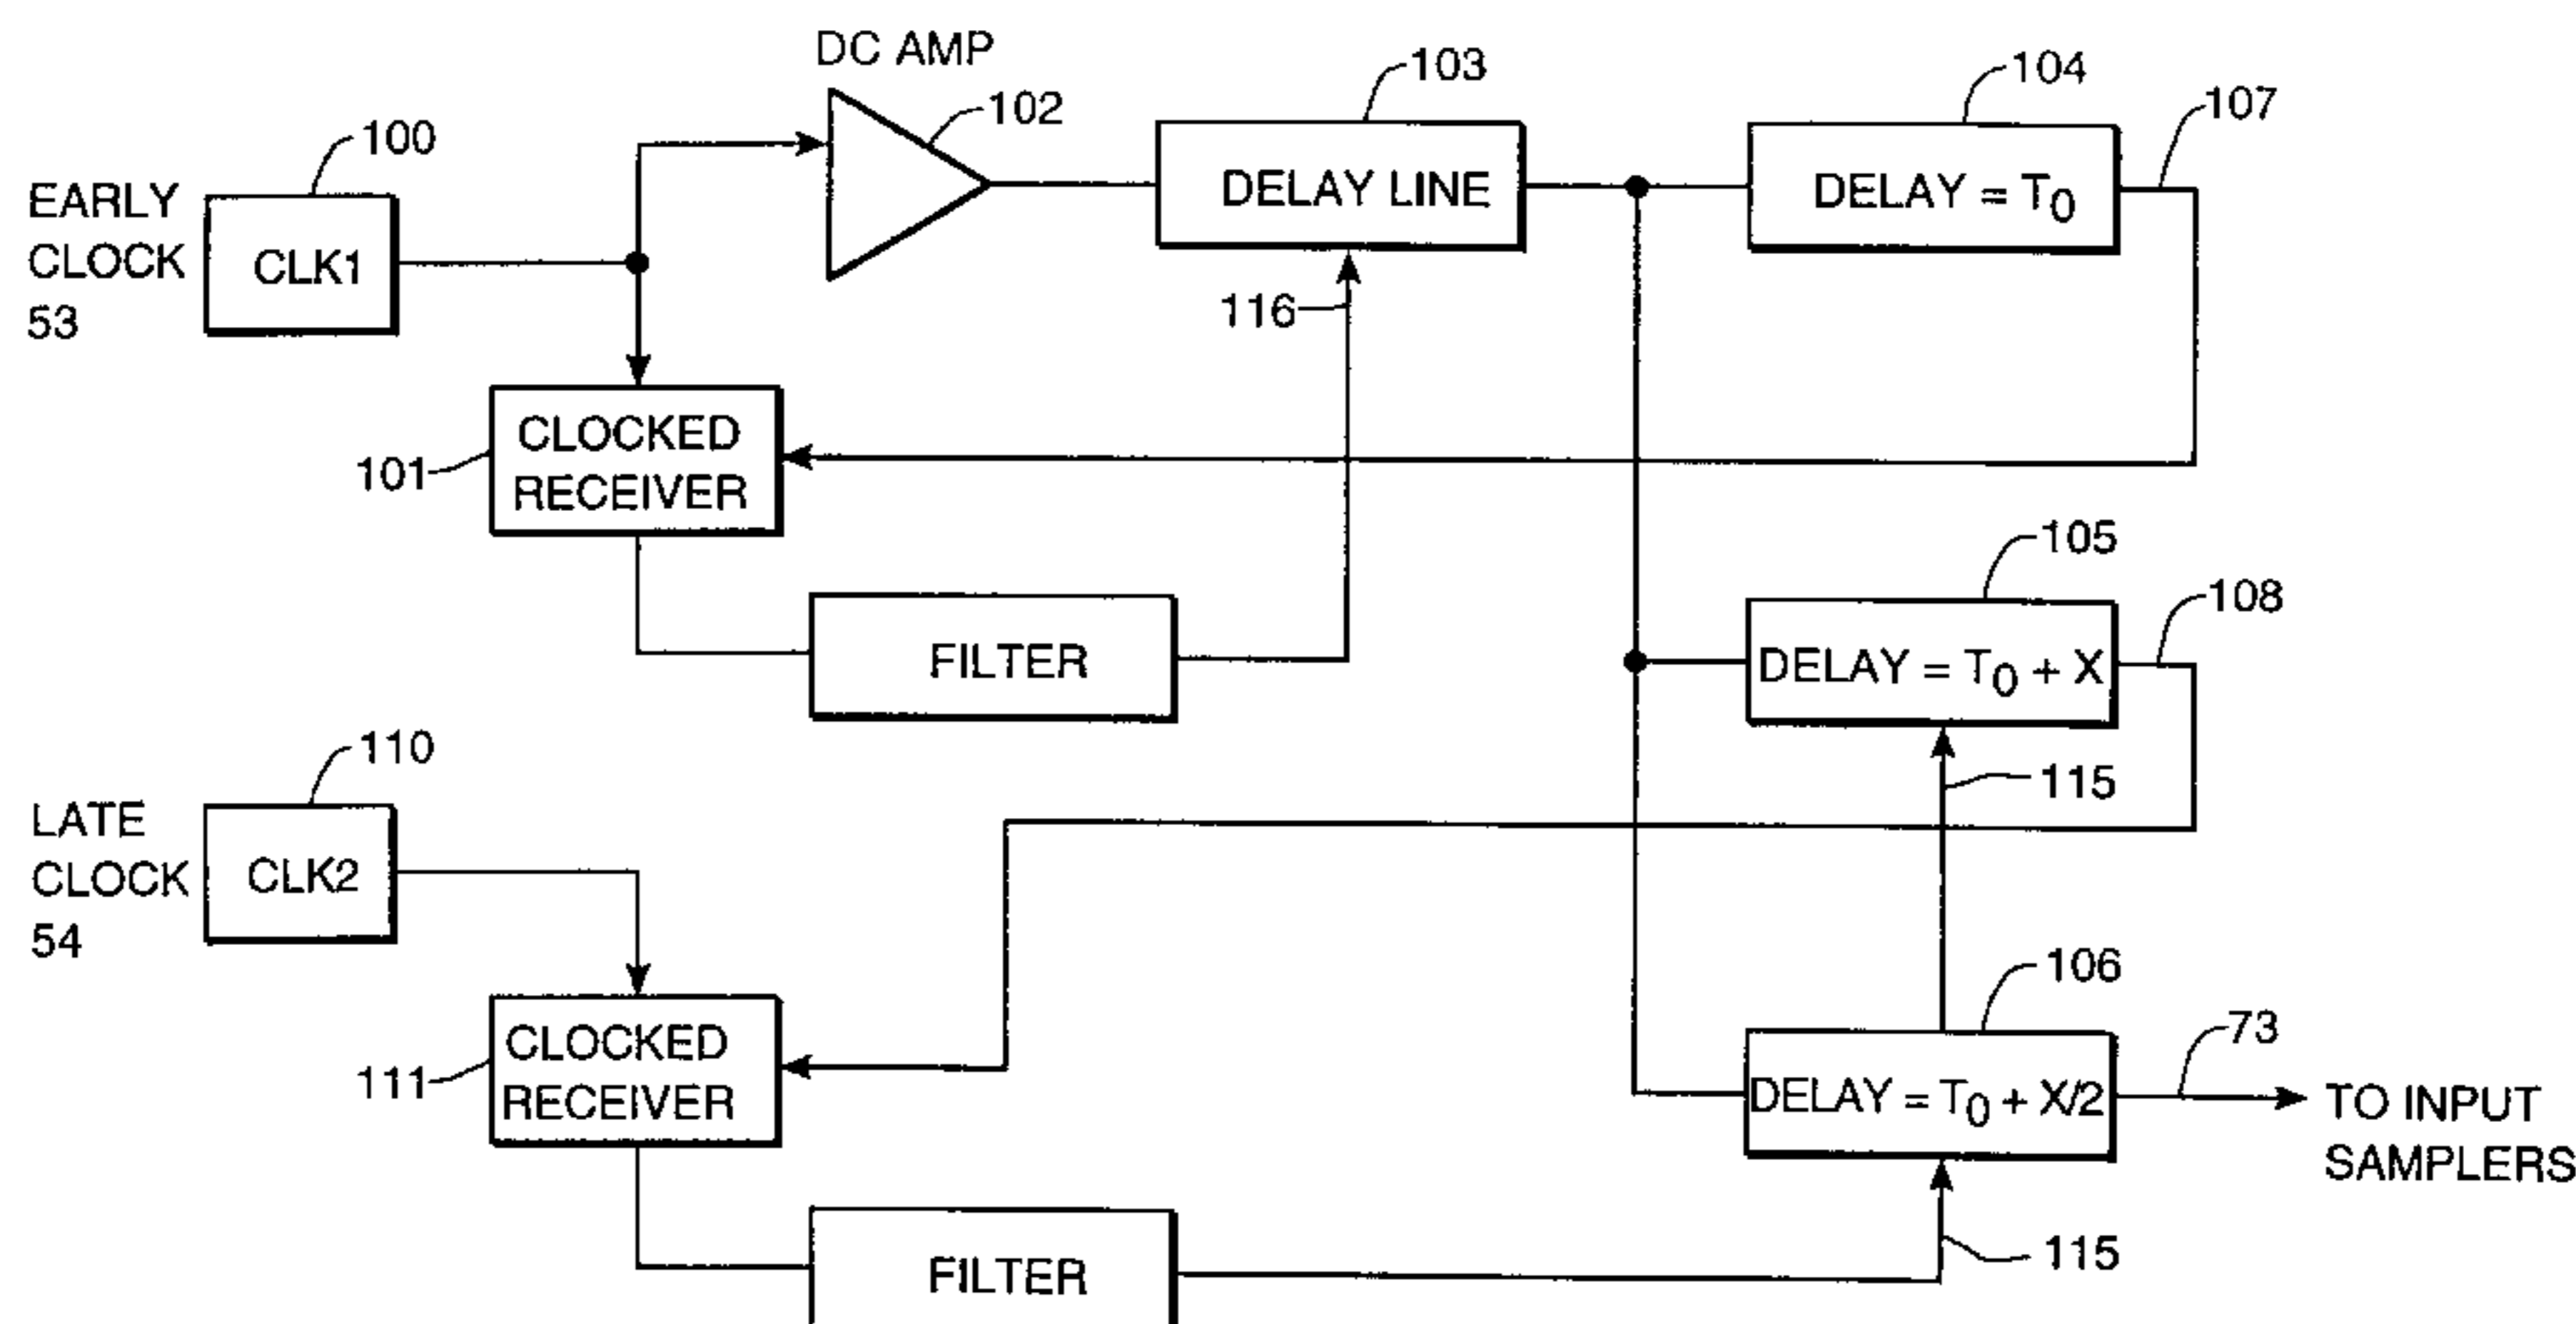 DC AMP
102
103
104
107
100
EARLY
CLOCK
53
CLK1
DELAY LINE
DELAY = T0
116
CLOCKED
RECEIVER
101
FILTER
105
108
DELAY = T0 + X
115
110
LATE
CLOCK
54
CLK2
106
73
CLOCKED
RECEIVER
111
DELAY = T0 + X/2
TO INPUT
SAMPLERS
115
FILTER